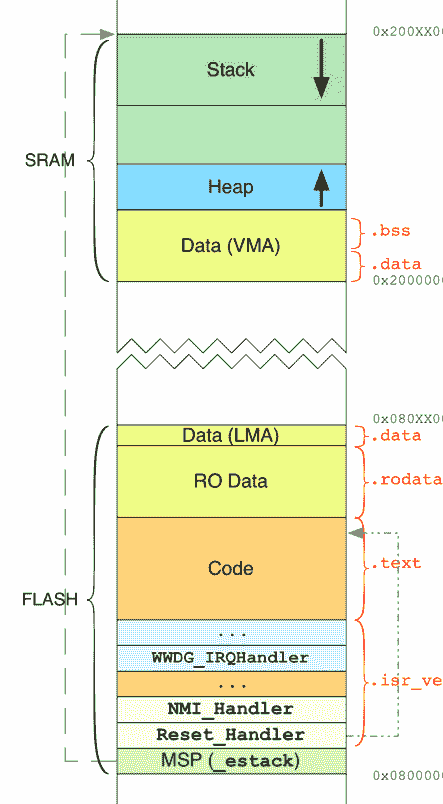 0x200XX00
Stack
SRAM
Heap
.bss
Data (VMA)
.data
0x2000000
0x080XX00
Data (LMA)
.data
RO Data
.rodata
Code
.text
FLASH
...
WWDG_IRQHandler
...
.isr_ve
NMI_Handler
Reset_Handler
MSP (_estack)
0x0800000